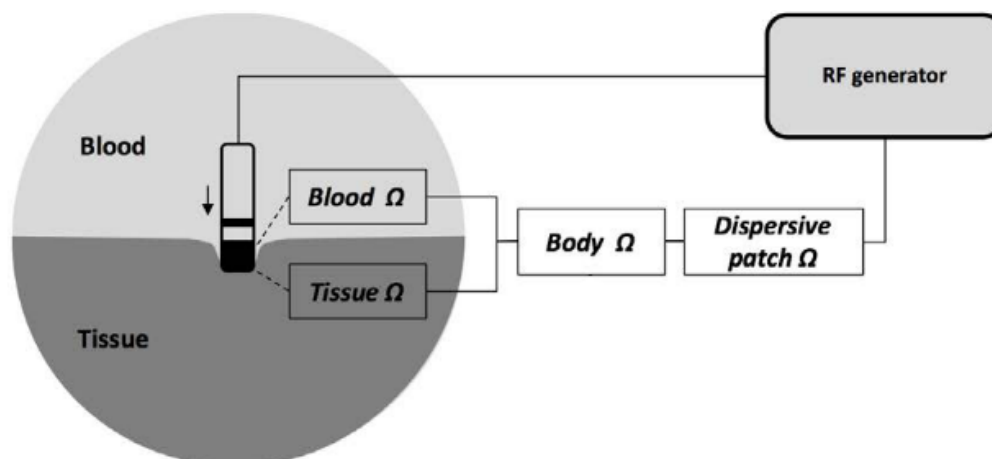 RF generator
Blood
Blood Ω
Body Ω
Dispersive
patch Ω
Tissue Ω
Tissue